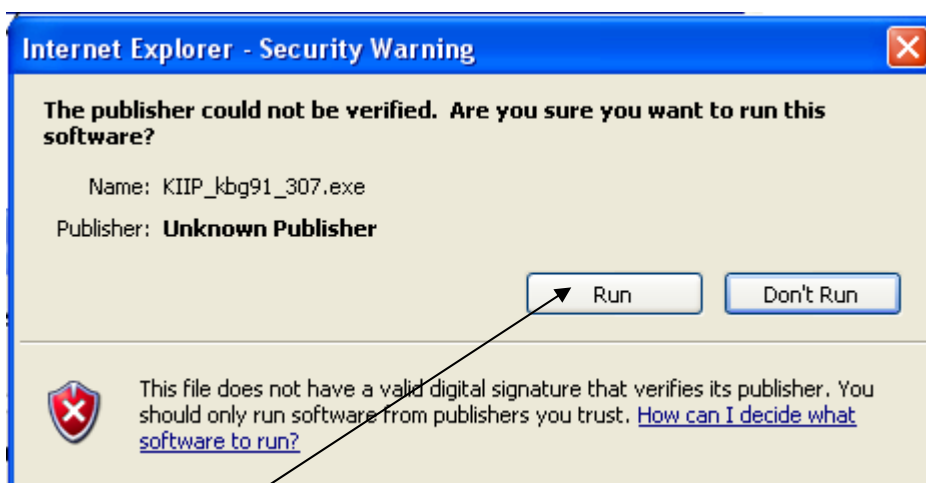 Internet Explorer - Security Warning
The publisher could not be verified. Are you sure you want to run this
software?
Name: KIIP_kbg91_307.exe
Publisher: Unknown Publisher
Run Don't Run
This file does not have a valid digital signature that verifies its publisher. You
should only run software from publishers you trust. How can I decide what
software to run?